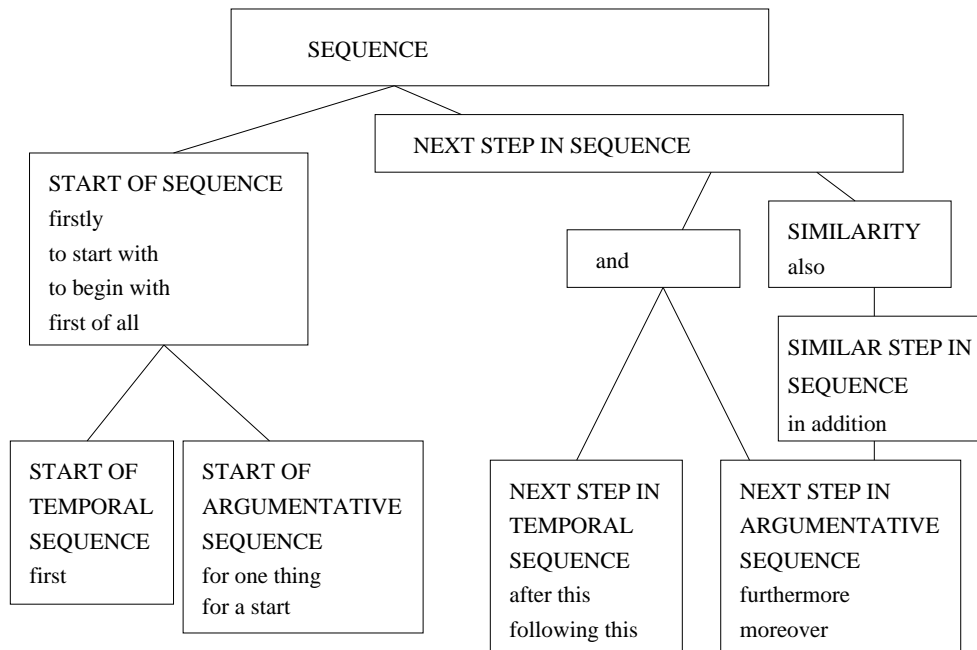 SEQUENCE
NEXT STEP IN SEQUENCE
START OF SEQUENCE
firstly
to start with
to begin with
first of all
and
SIMILARITY
also
SIMILAR STEP IN
SEQUENCE
in addition
START OF
TEMPORAL
SEQUENCE
first
START OF
ARGUMENTATIVE
SEQUENCE
for one thing
for a start
NEXT STEP IN
TEMPORAL
SEQUENCE
after this
following this
NEXT STEP IN
ARGUMENTATIVE
SEQUENCE
furthermore
moreover